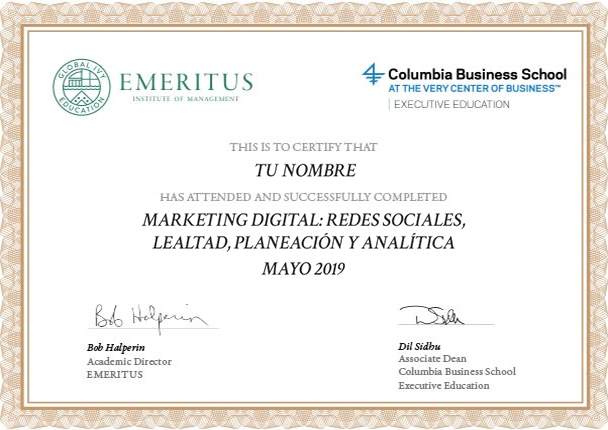 GLOBAL IVY
EDUCATION
EMERITUS
INSTITUTE OF MANAGEMENT
Columbia Business School
AT THE VERY CENTER OF BUSINESS™
EXECUTIVE EDUCATION
THIS IS TO CERTIFY THAT
TU NOMBRE
HAS ATTENDED AND SUCCESSFULLY COMPLETED
MARKETING DIGITAL: REDES SOCIALES,
LEALTAD, PLANEACIÓN Y ANALÍTICA
MAYO 2019
Bob Halperin
Bob Halperin
Academic Director
EMERITUS
Dil Sidhu
Associate Dean
Columbia Business School
Executive Education